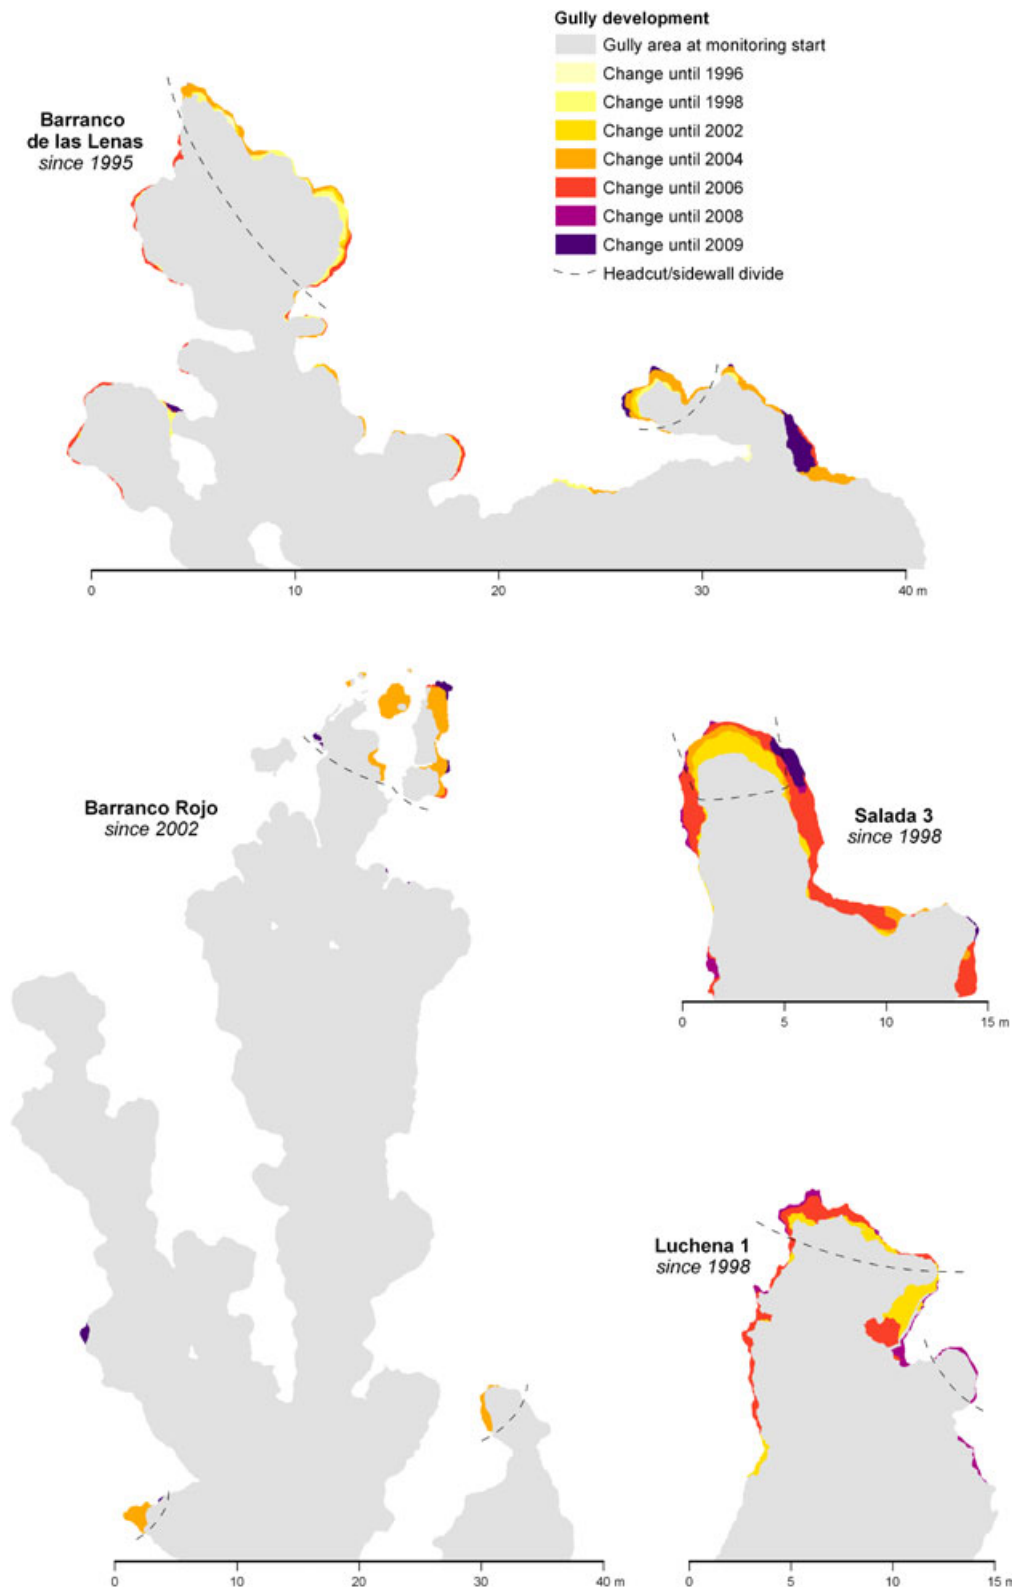 Gully development
Gully area at monitoring start
Change until 1996
Change until 1998
Change until 2002
Change until 2004
Change until 2006
Change until 2008
Change until 2009
Headcut/sidewall divide
Barranco
de las Lenas
since 1995
0 10 20 30 40 m
Barranco Rojo
since 2002
Salada 3
since 1998
0 5 10 15 m
Luchena 1
since 1998
0 10 20 30 40 m
0 5 10 15 m